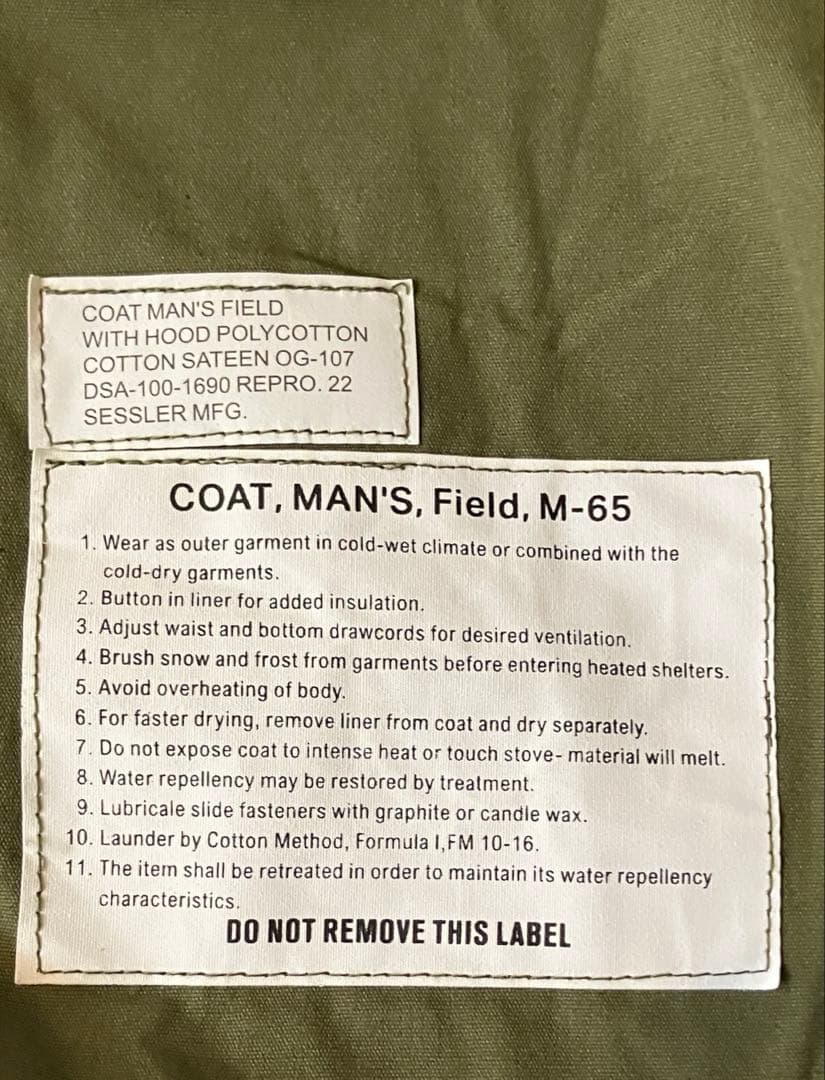 COAT MAN'S FIELD
WITH HOOD POLYCOTTON
COTTON SATEEN OG-107
DSA-100-1690 REPRO. 22
SESSLER MFG.
COAT, MAN'S, Field, M-65
1. Wear as outer garment in cold-wet climate or combined with the
cold-dry garments.
2. Button in liner for added insulation.
3. Adjust waist and bottom drawcords for desired ventilation.
4. Brush snow and frost from garments before entering heated shelters.
5. Avoid overheating of body.
6. For faster drying, remove liner from coat and dry separately.
7. Do not expose coat to intense heat or touch stove- material will melt.
8. Water repellency may be restored by treatment.
9. Lubricale slide fasteners with graphite or candle wax.
10. Launder by Cotton Method, Formula I,FM 10-16.
11. The item shall be retreated in order to maintain its water repellency
characteristics.
DO NOT REMOVE THIS LABEL